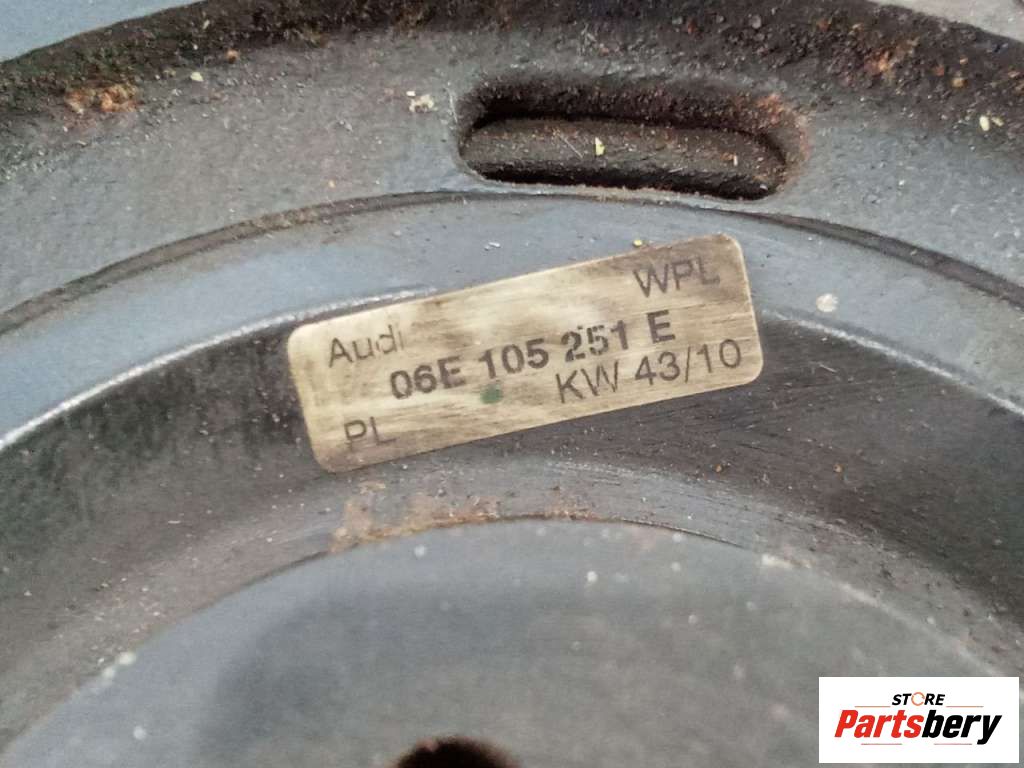 Audi WPL
06E 105 251 E
PL KW 43/10
STORE
Partsbery